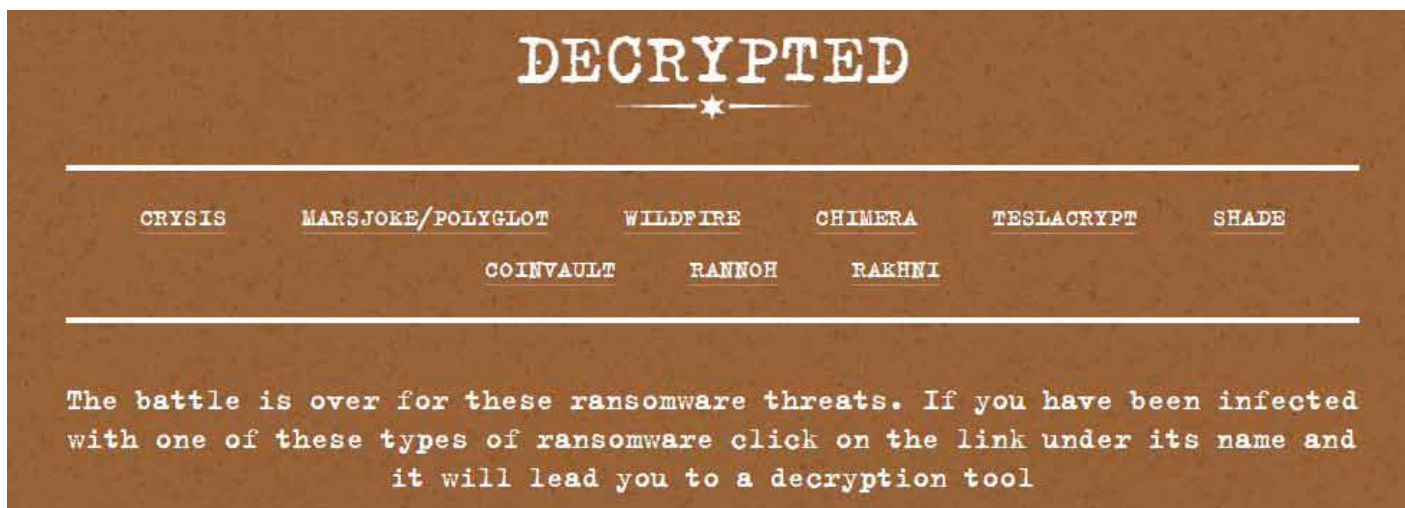 DECRYPTED
CRYSIS MARSJOKE/POLYGLOT WILDFIRE CHIMERA TESLACRYPT SHADE
COINVAULT RANNOH RAKHNI
The battle is over for these ransomware threats. If you have been infected
with one of these types of ransomware click on the link under its name and
it will lead you to a decryption tool